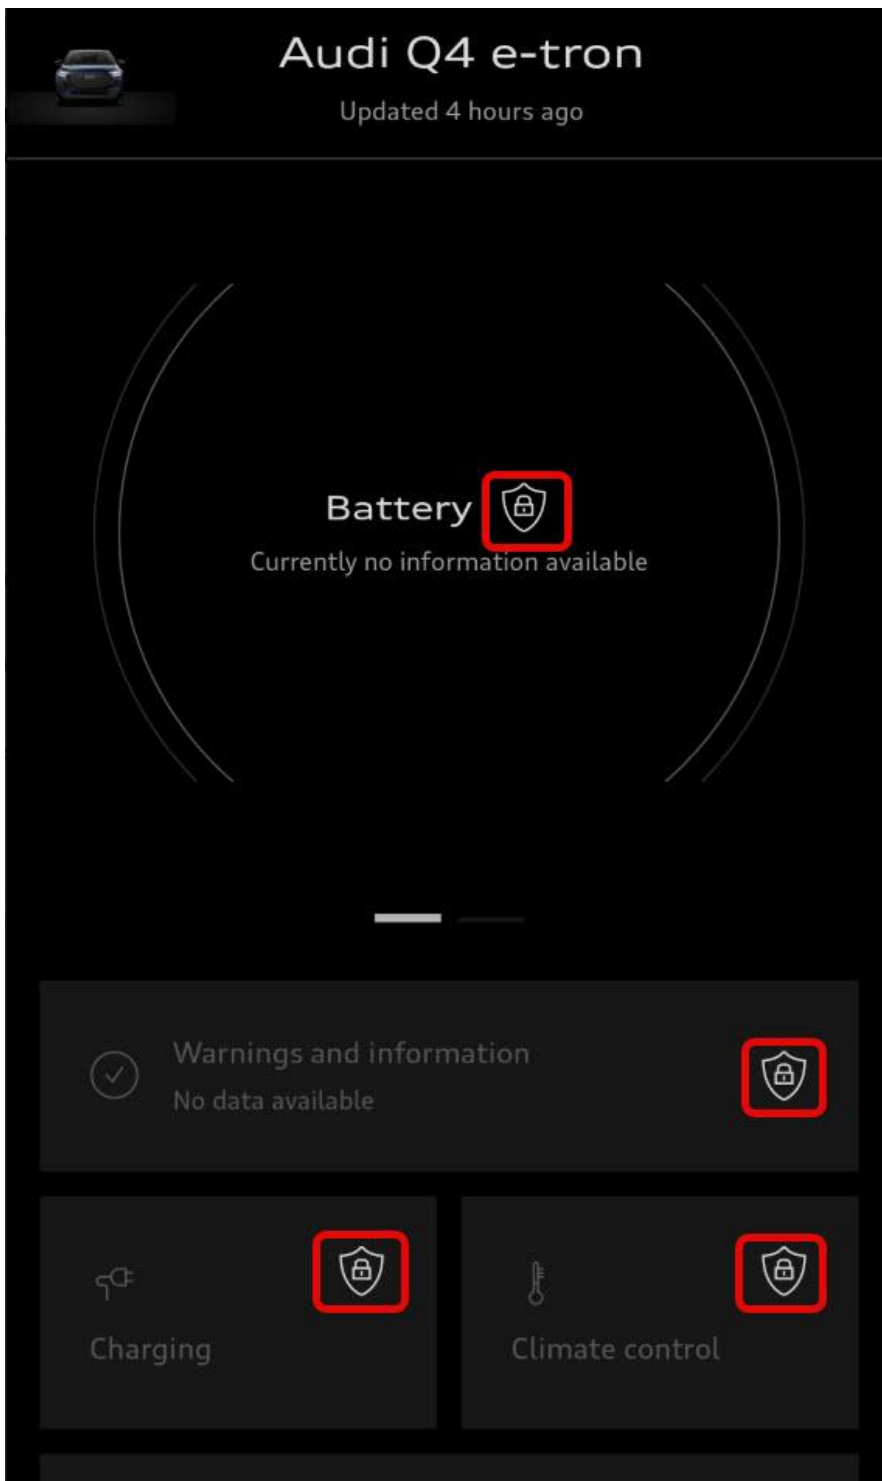 Audi Q4 e-tron
Updated 4 hours ago
Battery
Currently no information available
Warnings and information
No data available
Charging
Climate control